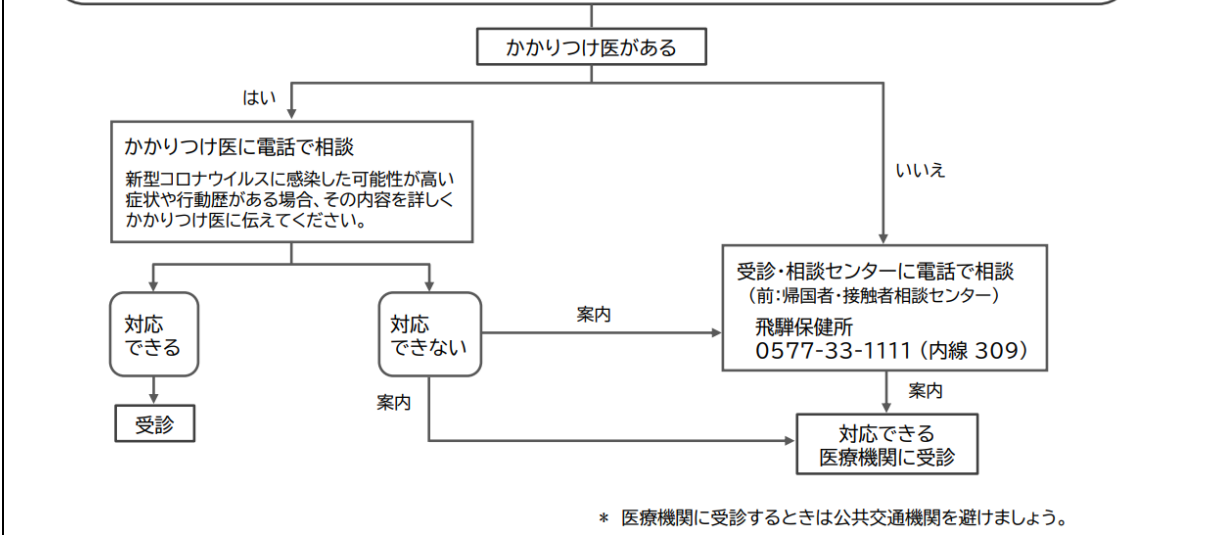 かかりつけ医がある
はい
かかりつけ医に電話で相談
新型コロナウイルスに感染した可能性が高い
症状や行動歴がある場合、その内容を詳しく
かかりつけ医に伝えてください。
いいえ
受診・相談センターに電話で相談
（前：帰国者・接触者相談センター）
飛騨保健所
0577-33-1111（内線 309）
対応
できる
対応
できない
案内
受診
案内
案内
対応できる
医療機関に受診
* 医療機関に受診するときは公共交通機関を避けましょう。